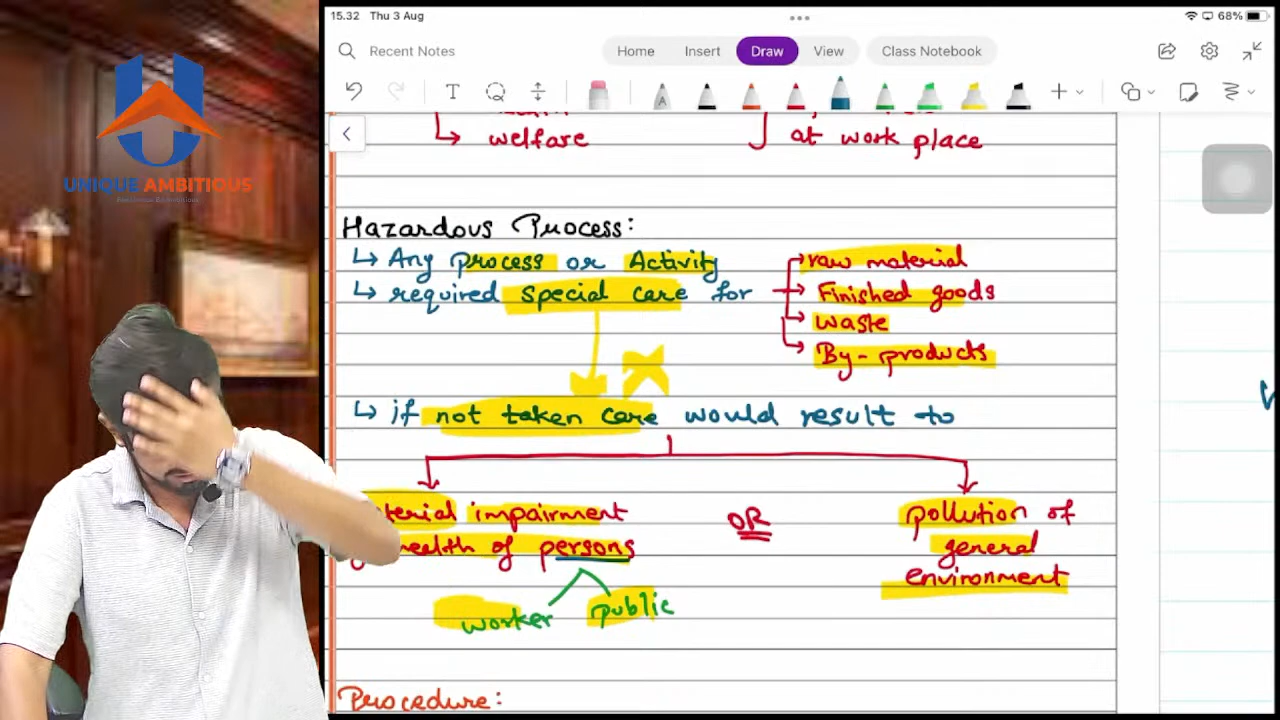 15.32 Thu 3 Aug
68%
Recent Notes
Home Insert Draw View Class Notebook
UNIQUE AMBITIOUS
welfare
at work place
Hazardous Process:
Any process or Activity
required special care for
raw material
Finished goods
waste
By-products
if not taken care would result to
impairment
health of persons
OR
pollution of
general
environment
worker public
Procedure: